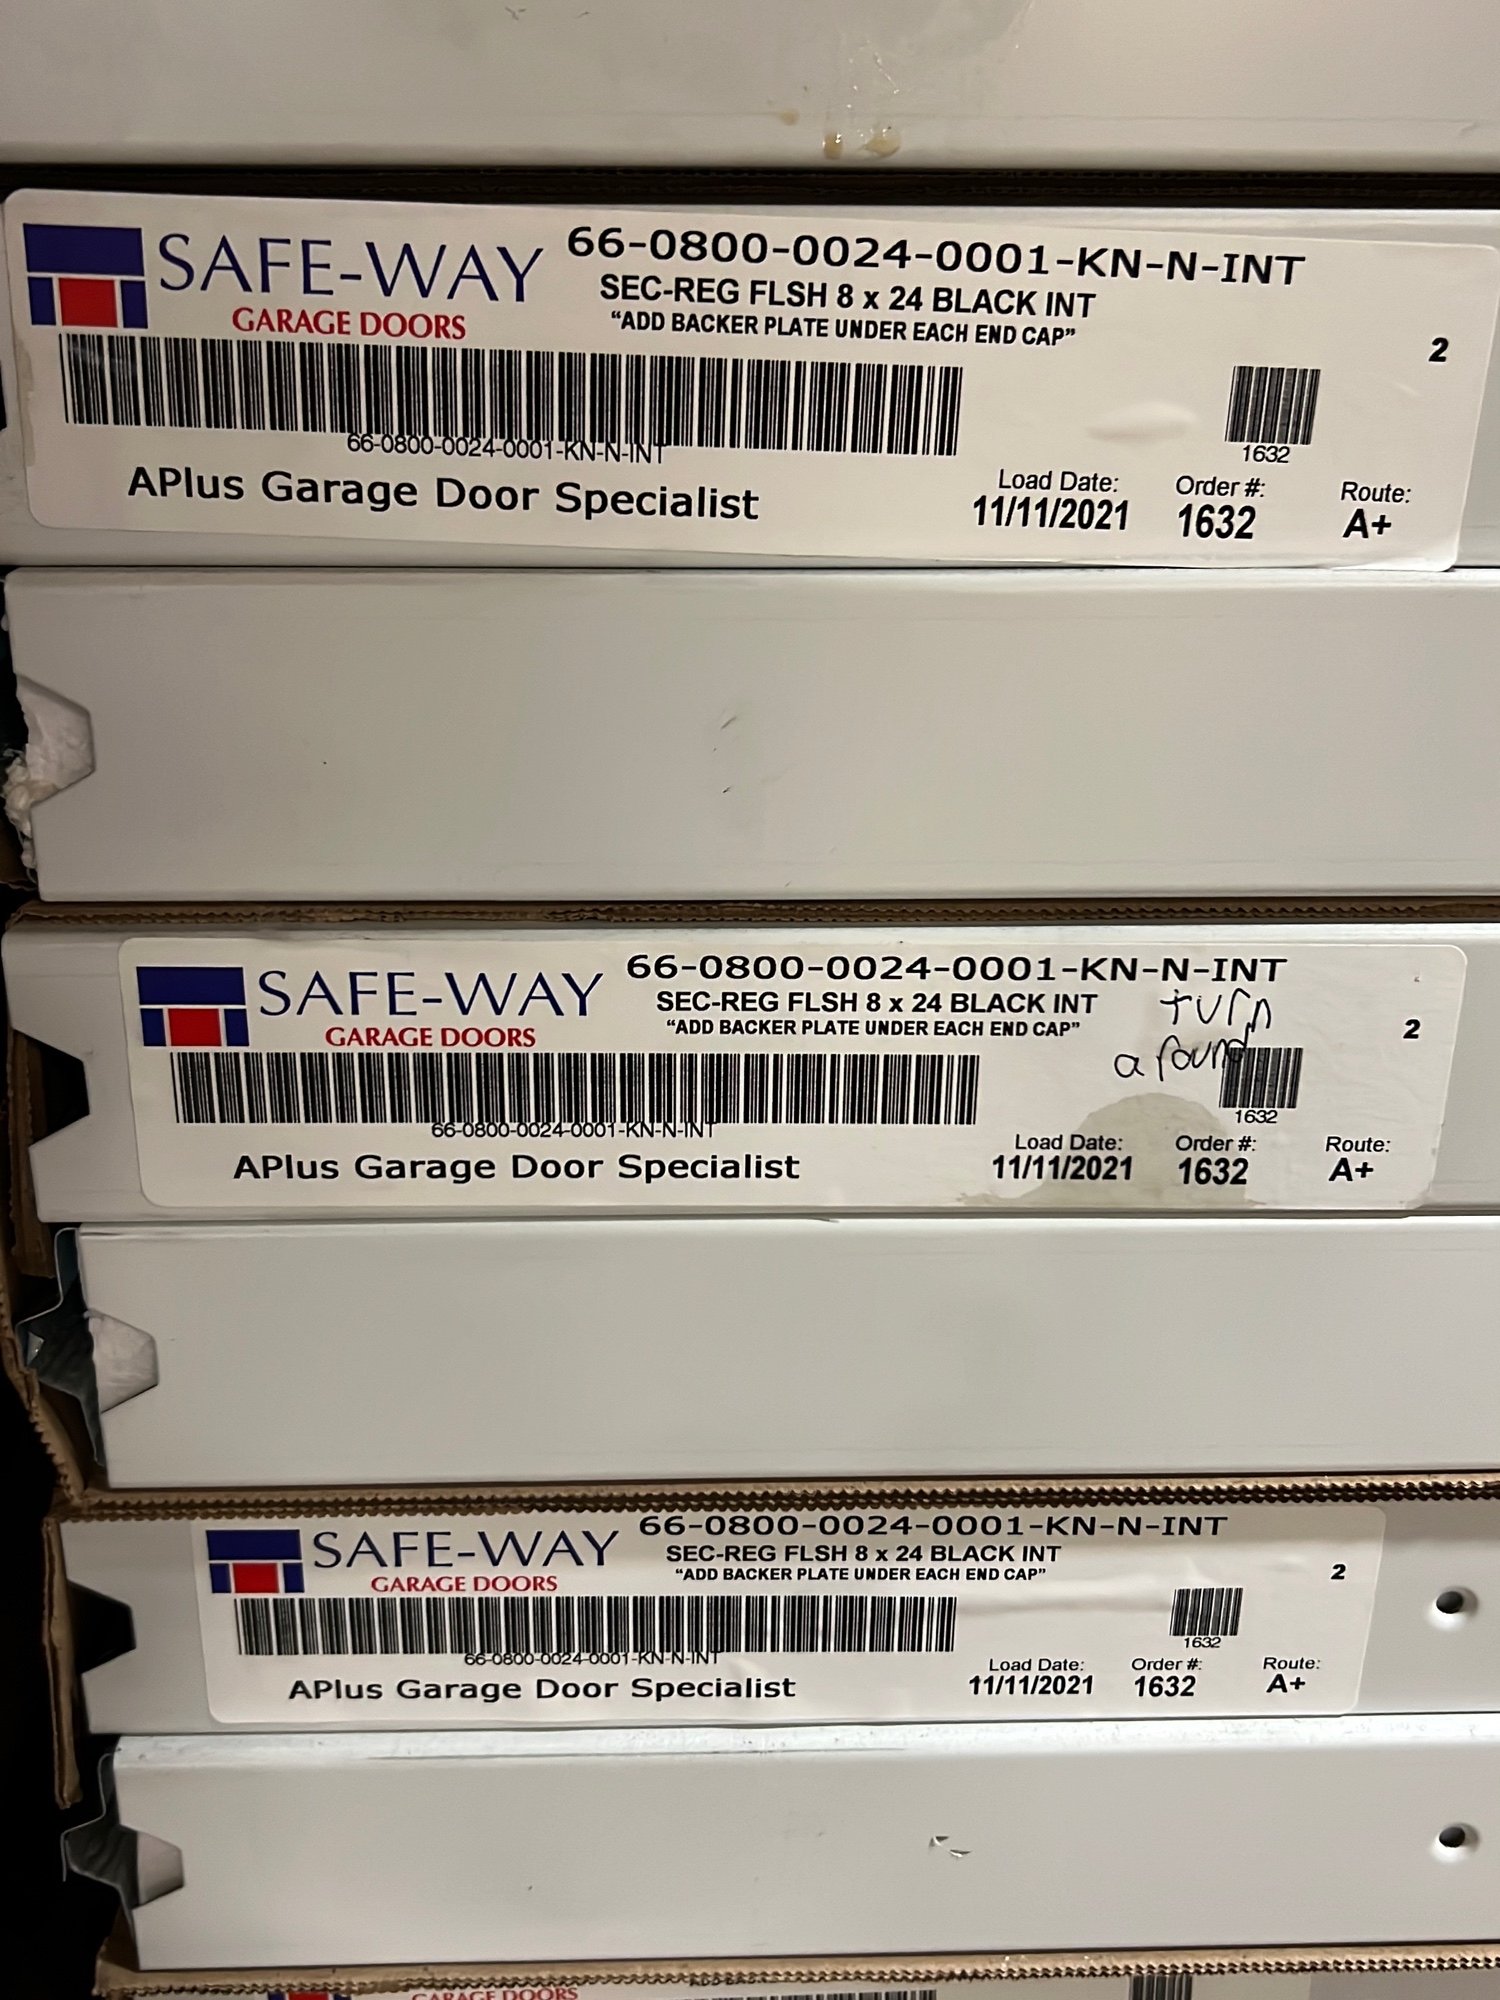 SAFE-WAY
GARAGE DOORS
66-0800-0024-0001-KN-N-INT
SEC-REG FLSH 8 x 24 BLACK INT
“ADD BACKER PLATE UNDER EACH END CAP”
2
66-0800-0024-0001-KN-N-INT
1632
APlus Garage Door Specialist
Load Date:
11/11/2021
Order #:
1632
Route:
A+
SAFE-WAY
GARAGE DOORS
66-0800-0024-0001-KN-N-INT
SEC-REG FLSH 8 x 24 BLACK INT
“ADD BACKER PLATE UNDER EACH END CAP”
turn
around
2
66-0800-0024-0001-KN-N-INT
1632
APlus Garage Door Specialist
Load Date:
11/11/2021
Order #:
1632
Route:
A+
SAFE-WAY
GARAGE DOORS
66-0800-0024-0001-KN-N-INT
SEC-REG FLSH 8 x 24 BLACK INT
“ADD BACKER PLATE UNDER EACH END CAP”
2
66-0800-0024-0001-KN-N-INT
1632
APlus Garage Door Specialist
Load Date:
11/11/2021
Order #:
1632
Route:
A+
GARAGE DOORS